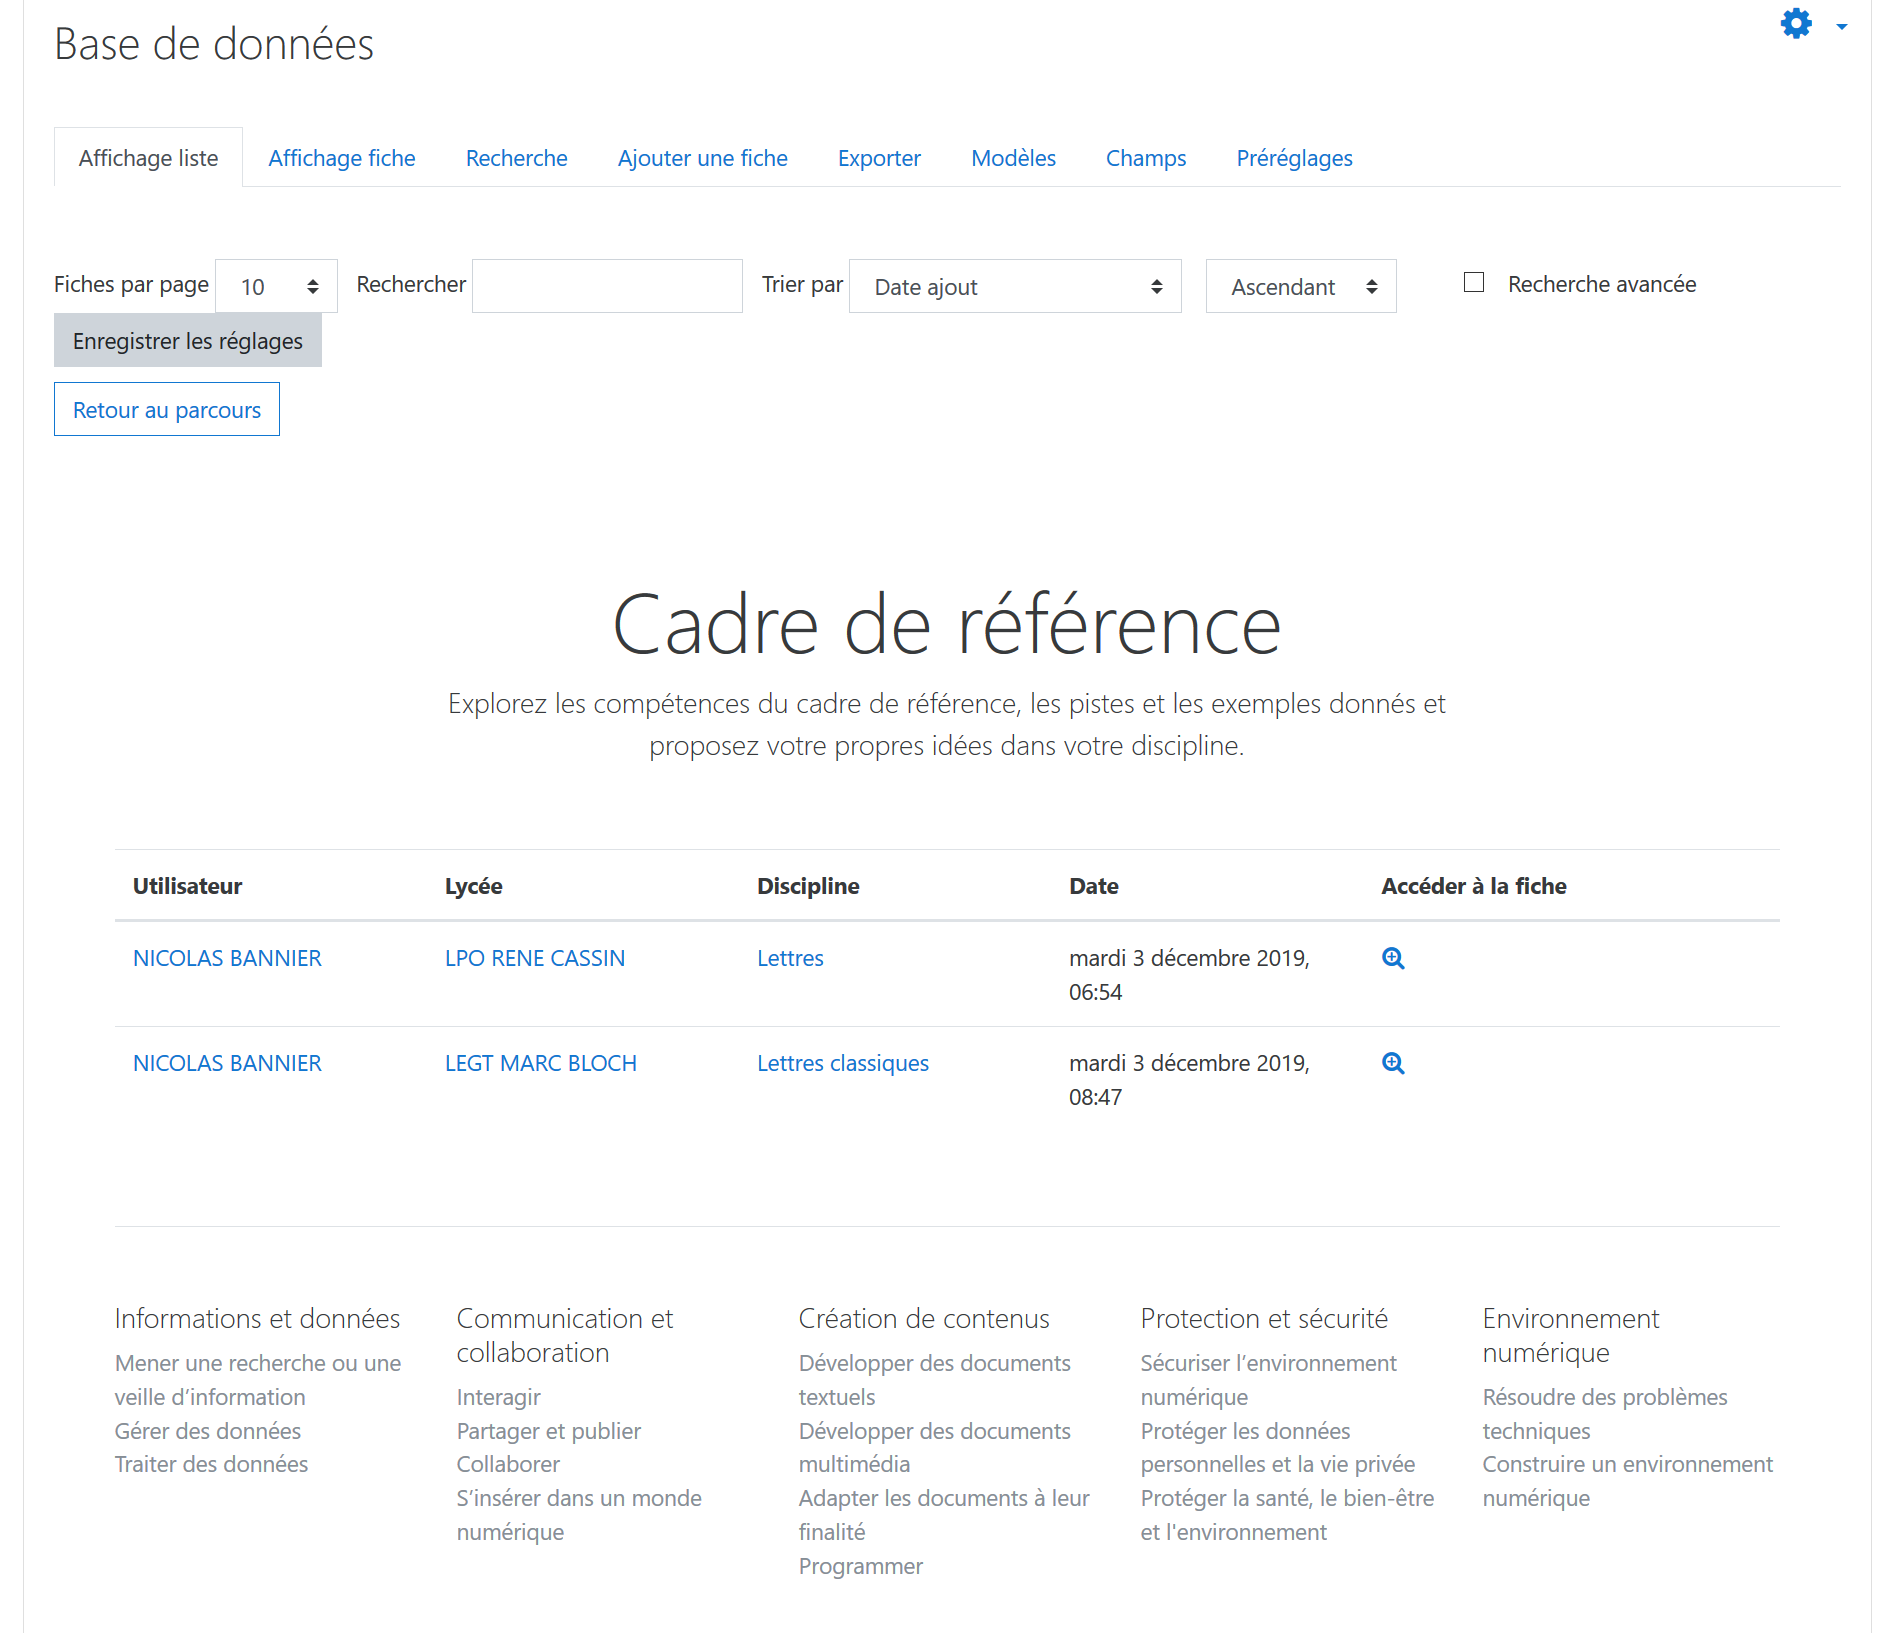 Base de données
Affichage liste Affichage fiche Recherche Ajouter une fiche Exporter Modèles Champs Préréglages
Fiches par page 10 Rechercher Trier par Date ajout Ascendant Recherche avancée
Enregistrer les réglages
Retour au parcours
Cadre de référence
Explorez les compétences du cadre de référence, les pistes et les exemples donnés et
proposez votre propres idées dans votre discipline.
Utilisateur Lycée Discipline Date Accéder à la fiche
NICOLAS BANNIER LPO RENE CASSIN Lettres mardi 3 décembre 2019,
06:54
NICOLAS BANNIER LEGT MARC BLOCH Lettres classiques mardi 3 décembre 2019,
08:47
Informations et données
Mener une recherche ou une
veille d’information
Gérer des données
Traiter des données
Communication et
collaboration
Interagir
Partager et publier
Collaborer
S’insérer dans un monde
numérique
Création de contenus
Développer des documents
textuels
Développer des documents
multimédia
Adapter les documents à leur
finalité
Programmer
Protection et sécurité
Sécuriser l’environnement
numérique
Protéger les données
personnelles et la vie privée
Protéger la santé, le bien-être
et l'environnement
Environnement
numérique
Résoudre des problèmes
techniques
Construire un environnement
numérique